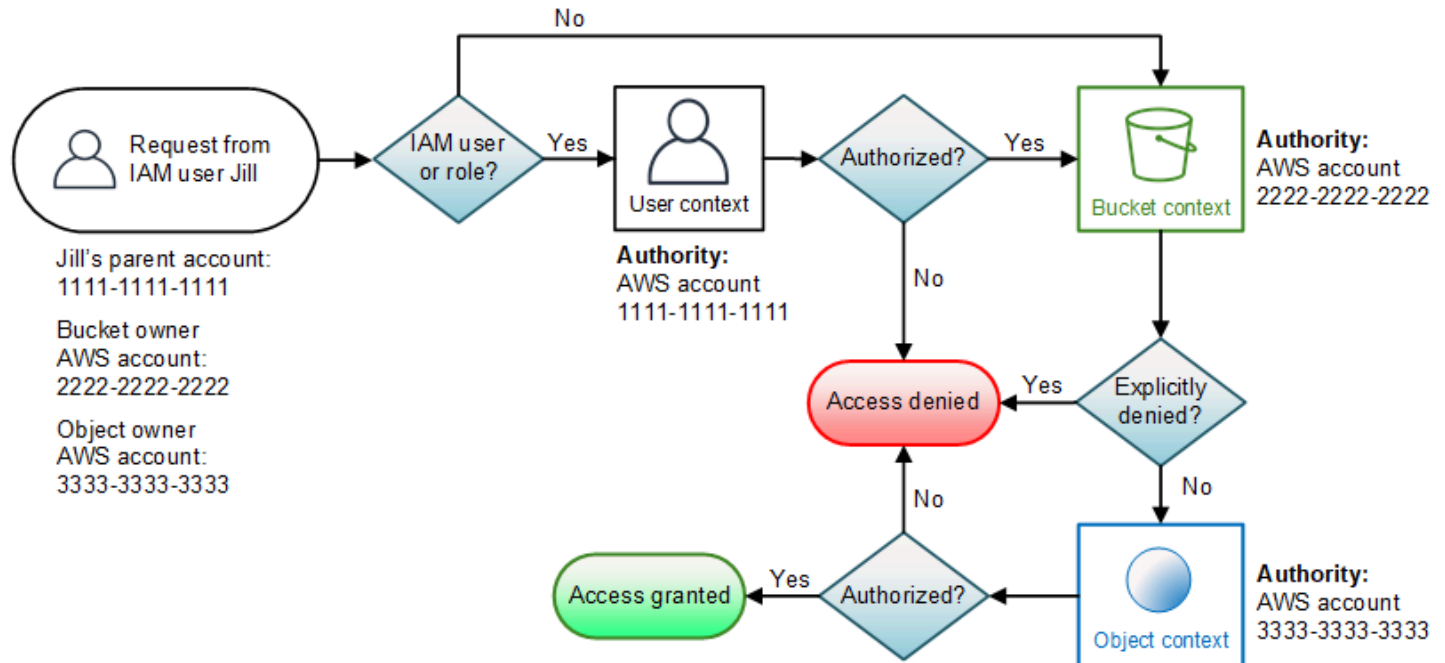 No
Request from
IAM user Jill
IAM user
or role?
Yes
User context
Authorized?
Yes
Bucket context
Authority:
AWS account
2222-2222-2222
Jill's parent account:
1111-1111-1111
Bucket owner
AWS account:
2222-2222-2222
Object owner
AWS account:
3333-3333-3333
Authority:
AWS account
1111-1111-1111
No
Access denied
Yes
Explicitly
denied?
No
No
Access granted
Yes
Authorized?
Object context
Authority:
AWS account
3333-3333-3333